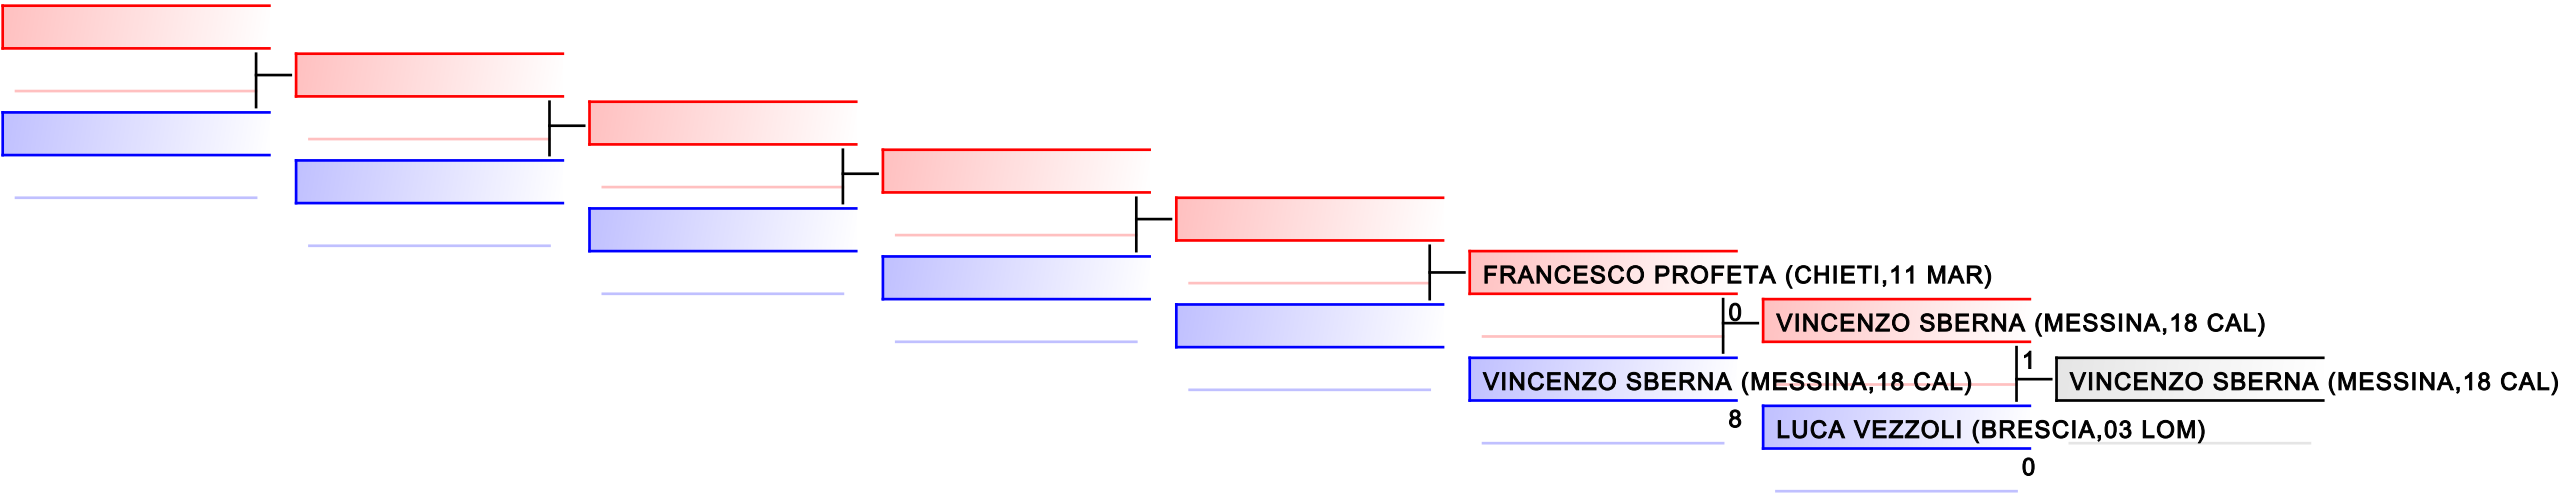 FRANCESCO PROFETA (CHIETI,11 MAR)
0
VINCENZO SBERNA (MESSINA,18 CAL)
8
VINCENZO SBERNA (MESSINA,18 CAL)
1
LUCA VEZZOLI (BRESCIA,03 LOM)
0
VINCENZO SBERNA (MESSINA,18 CAL)